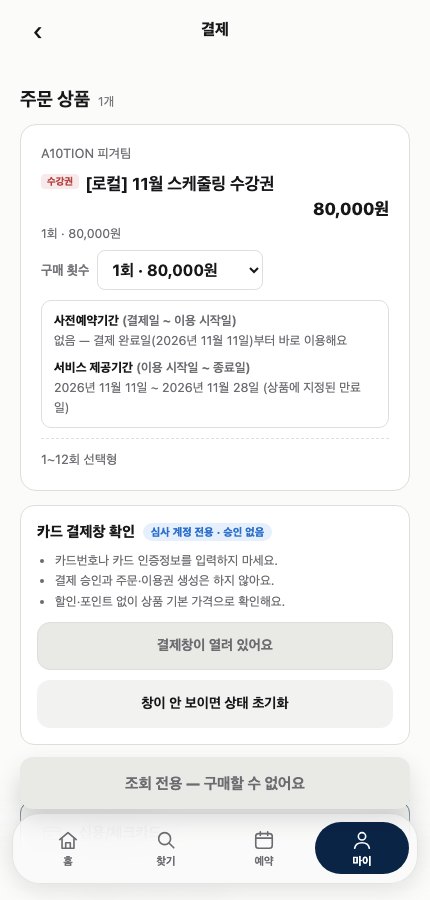 결제
주문 상품 1개
A10TION 피겨팀
수강권 [로컬] 11월 스케줄링 수강권
80,000원
1회 · 80,000원
구매 횟수 1회 · 80,000원
사전예약기간 (결제일 ~ 이용 시작일)
없음 — 결제 완료일(2026년 11월 11일)부터 바로 이용해요
서비스 제공기간 (이용 시작일 ~ 종료일)
2026년 11월 11일 ~ 2026년 11월 28일 (상품에 지정된 만료
일)
1~12회 선택형
카드 결제창 확인 심사 계정 전용 · 승인 없음
• 카드번호나 카드 인증정보를 입력하지 마세요.
• 결제 승인과 주문·이용권 생성은 하지 않아요.
• 할인·포인트 없이 상품 기본 가격으로 확인해요.
결제창이 열려 있어요
창이 안 보이면 상태 초기화
조회 전용 — 구매할 수 없어요
홈 찾기 예약 마이